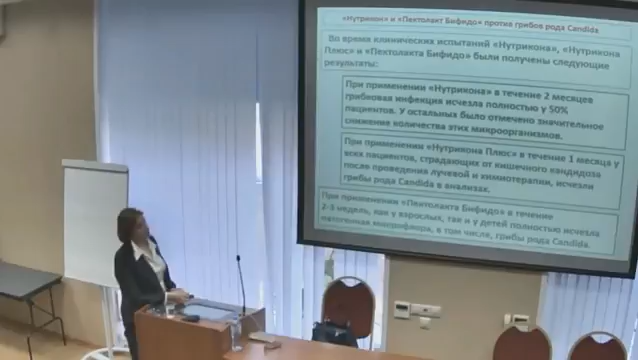 «Нутрикон» и «Пектолакт Бифидо» против грибов рода Candida
Во время клинических испытаний «Нутрикона», «Нутрикона
Плюс» и «Пектолакта Бифидо» были получены следующие
результаты:
При применении «Нутрикона» в течение 2 месяцев
грибковая инфекция исчезла полностью у 50%
пациентов. У остальных было отмечено значительное
снижение количества этих микроорганизмов.
При применении «Нутрикона Плюс» в течение 1 месяца у
всех пациентов, страдающих от кишечного кандидоза
после проведения лучевой и химиотерапии, исчезли
грибы рода Candida в анализах.
При применении «Пектолакта Бифидо» в течение
2-3 недель, как у взрослых, так и у детей полностью исчезла
патогенная микрофлора, в том числе, грибы рода Candida.